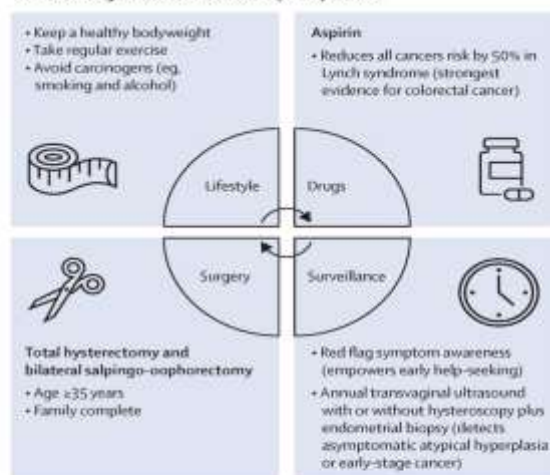 • Keep a healthy bodyweight
• Take regular exercise
• Avoid carcinogens (eg,
smoking and alcohol)
Aspirin
• Reduces all cancers risk by 50% in
Lynch syndrome (strongest
evidence for colorectal cancer)
Lifestyle
Drugs
Surgery
Surveillance
Total hysterectomy and
bilateral salpingo-oophorectomy
• Age ≥35 years
• Family complete
• Red flag symptom awareness
(empowers early help-seeking)
• Annual transvaginal ultrasound
with or without hysteroscopy plus
endometrial biopsy (detects
asymptomatic atypical hyperplasia
or early-stage cancer)